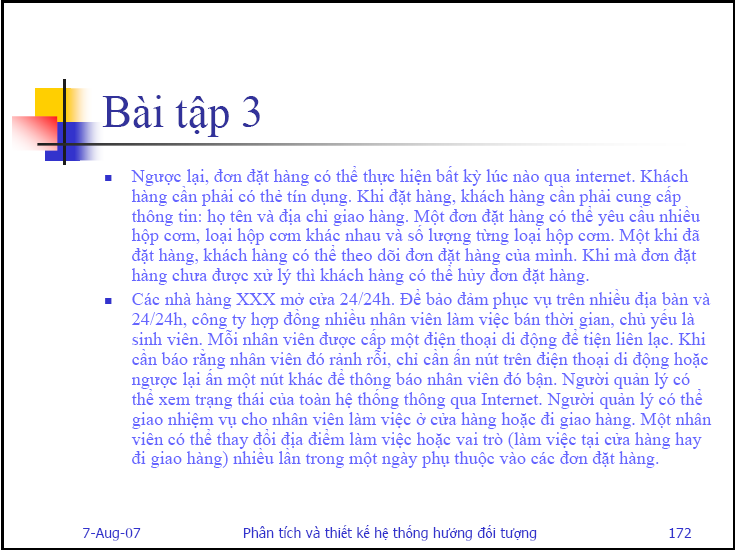 Bài tập 3
Ngược lại, đơn đặt hàng có thể thực hiện bất kỳ lúc nào qua internet. Khách
hàng cần phải có thẻ tín dụng. Khi đặt hàng, khách hàng cần phải cung cấp
thông tin: họ tên và địa chỉ giao hàng. Một đơn đặt hàng có thể yêu cầu nhiều
hộp cơm, loại hộp cơm khác nhau và số lượng từng loại hộp cơm. Một khi đã
đặt hàng, khách hàng có thể theo dõi đơn đặt hàng của mình. Khi mà đơn đặt
hàng chưa được xử lý thì khách hàng có thể hủy đơn đặt hàng.
Các nhà hàng XXX mở cửa 24/24h. Để bảo đảm phục vụ trên nhiều địa bàn và
24/24h, công ty hợp đồng nhiều nhân viên làm việc bán thời gian, chủ yếu là
sinh viên. Mỗi nhân viên được cấp một điện thoại di động để tiện liên lạc. Khi
cần báo rằng nhân viên đó rảnh rỗi, chỉ cần ấn nút trên điện thoại di động hoặc
ngược lại ấn một nút khác để thông báo nhân viên đó bận. Người quản lý có
thể xem trạng thái của toàn hệ thống thông qua Internet. Người quản lý có thể
giao nhiệm vụ cho nhân viên làm việc ở cửa hàng hoặc đi giao hàng. Một nhân
viên có thể thay đổi địa điểm làm việc hoặc vai trò (làm việc tại cửa hàng hay
đi giao hàng) nhiều lần trong một ngày phụ thuộc vào các đơn đặt hàng.
7-Aug-07 Phân tích và thiết kế hệ thống hướng đối tượng 172